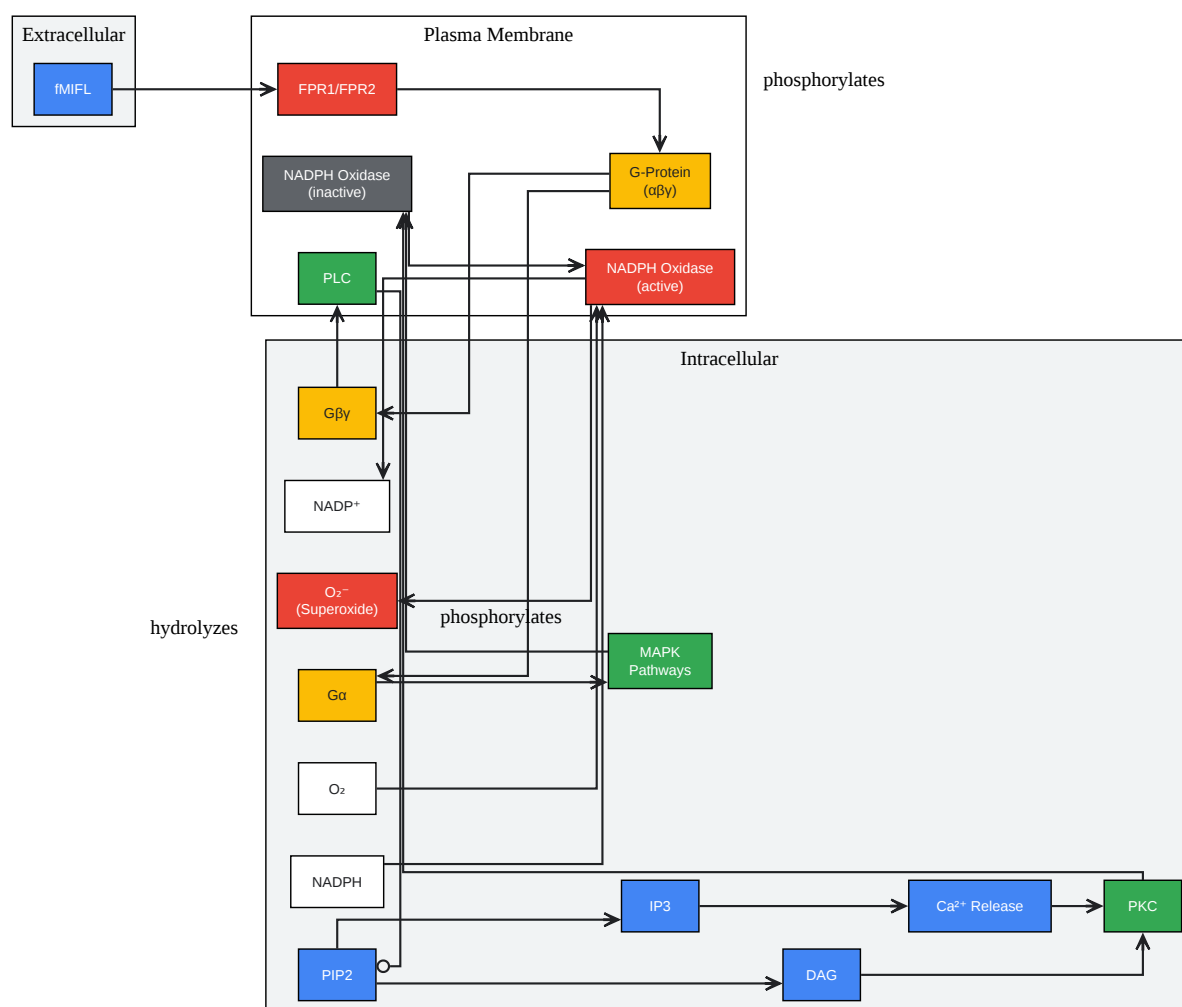 Extracellular
fMIFL
Plasma Membrane
FPR1/FPR2
phosphorylates
NADPH Oxidase
(inactive)
G-Protein
(αβγ)
PLC
NADPH Oxidase
(active)
Intracellular
Gβγ
NADP⁺
O₂⁻
(Superoxide)
hydrolyzes
phosphorylates
MAPK
Pathways
Gα
O₂
NADPH
IP3
Ca²⁺ Release
PKC
PIP2
DAG